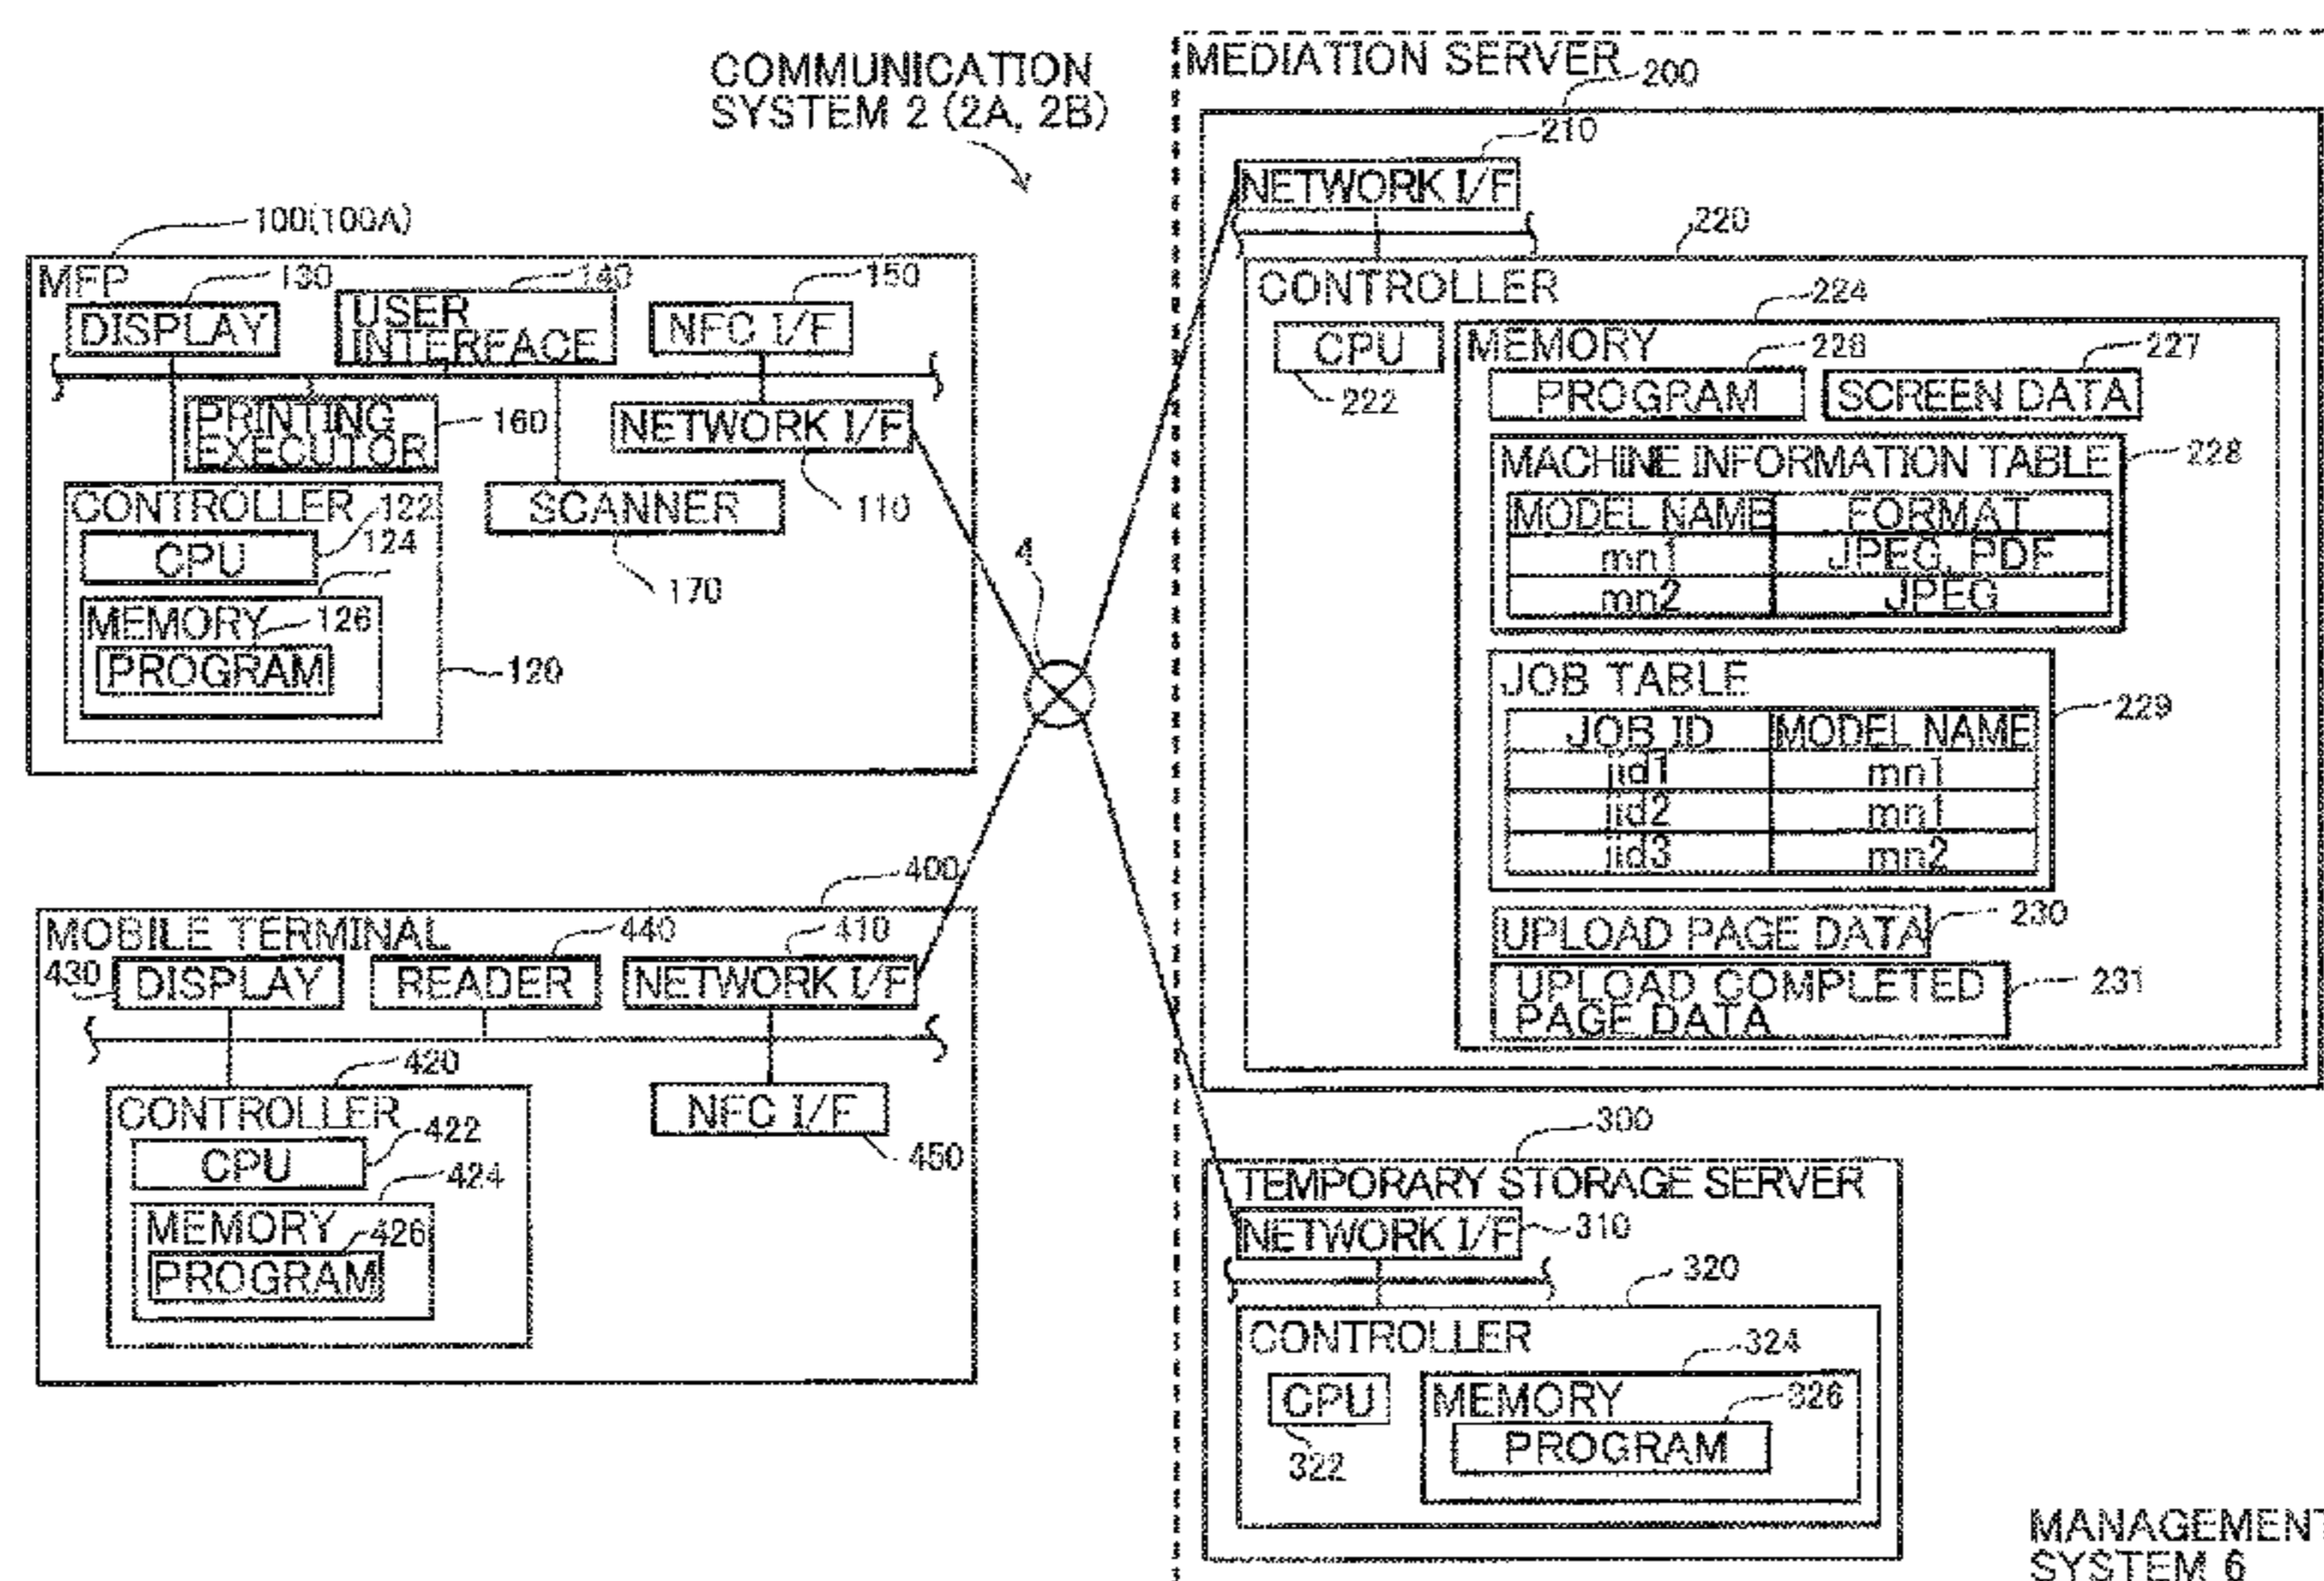 COMMUNICATION
SYSTEM 2 (2A, 2B)
100(100A)
MFP
130
140
150
DISPLAY
USER
INTERFACE
NFC I/F
PRINTING
EXECUTOR
160
NETWORK I/F
110
CONTROLLER
122
SCANNER
170
CPU
124
MEMORY
126
PROGRAM
120
4
400
MOBILE TERMINAL
430
440
410
DISPLAY
READER
NETWORK I/F
420
CONTROLLER
422
NFC I/F
450
CPU
424
MEMORY
426
PROGRAM
MEDIATION SERVER
200
210
NETWORK I/F
220
CONTROLLER
224
CPU
222
MEMORY
226
227
PROGRAM
SCREEN DATA
MACHINE INFORMATION TABLE
228
MODEL NAME FORMAT
mn1 JPEG, PDF
mn2 JPEG
JOB TABLE
229
JOB ID MODEL NAME
jid1 mn1
jid2 mn1
jid3 mn2
UPLOAD PAGE DATA
230
UPLOAD COMPLETED
PAGE DATA
231
300
TEMPORARY STORAGE SERVER
NETWORK I/F
310
320
CONTROLLER
324
CPU
322
MEMORY
326
PROGRAM
MANAGEMENT
SYSTEM 6